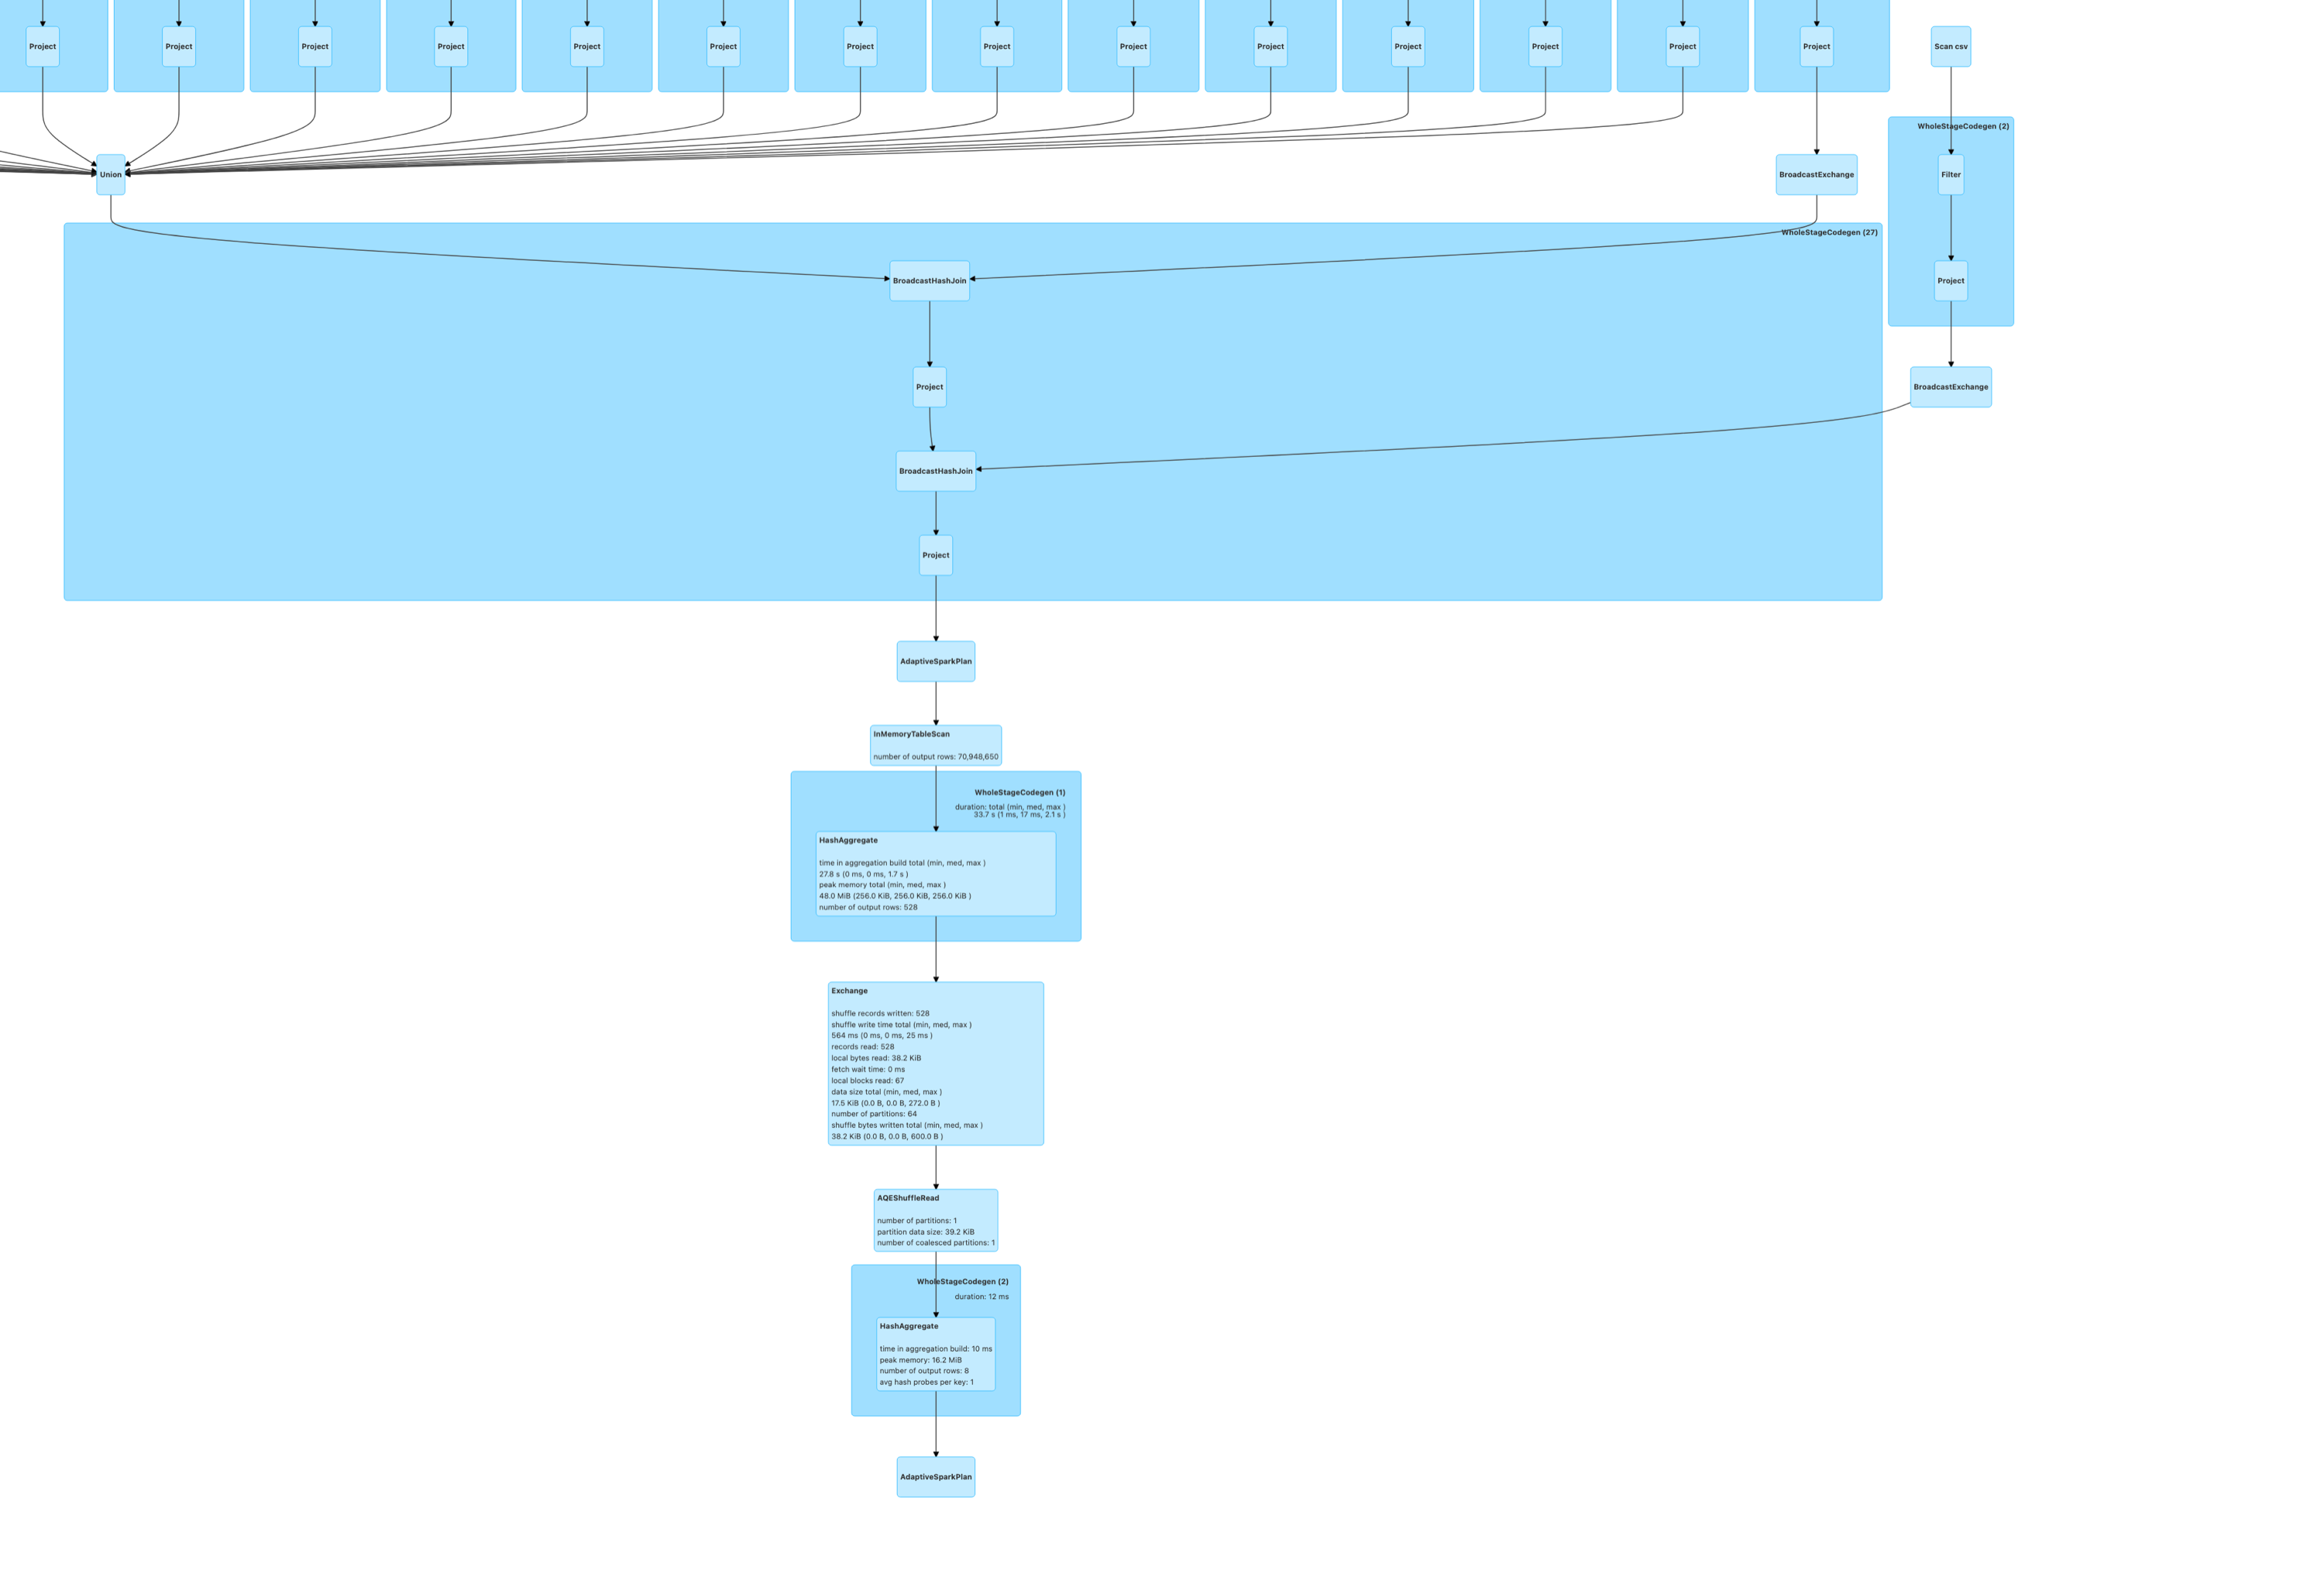 Project
Project
Project
Project
Project
Project
Project
Project
Project
Project
Project
Project
Project
Project
Scan csv
WholeStageCodegen (2)
Union
BroadcastExchange
Filter
WholeStageCodegen (27)
BroadcastHashJoin
Project
Project
BroadcastExchange
BroadcastHashJoin
Project
AdaptiveSparkPlan
InMemoryTableScan
number of output rows: 70,948,650
WholeStageCodegen (1)
duration: total (min, med, max )
33.7 s (1 ms, 17 ms, 2.1 s )
HashAggregate
time in aggregation build total (min, med, max )
27.8 s (0 ms, 0 ms, 1.7 s )
peak memory total (min, med, max )
48.0 MiB (256.0 KiB, 256.0 KiB, 256.0 KiB )
number of output rows: 528
Exchange
shuffle records written: 528
shuffle write time total (min, med, max )
564 ms (0 ms, 0 ms, 25 ms )
records read: 528
local bytes read: 38.2 KiB
fetch wait time: 0 ms
local blocks read: 67
data size total (min, med, max )
17.5 KiB (0.0 B, 0.0 B, 272.0 B )
number of partitions: 64
shuffle bytes written total (min, med, max )
38.2 KiB (0.0 B, 0.0 B, 600.0 B )
AQEShuffleRead
number of partitions: 1
partition data size: 39.2 KiB
number of coalesced partitions: 1
WholeStageCodegen (2)
duration: 12 ms
HashAggregate
time in aggregation build: 10 ms
peak memory: 16.2 MiB
number of output rows: 8
avg hash probes per key: 1
AdaptiveSparkPlan